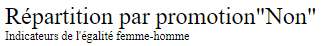 Répartition par promotion"Non"
Indicateurs de l'égalité femme-homme